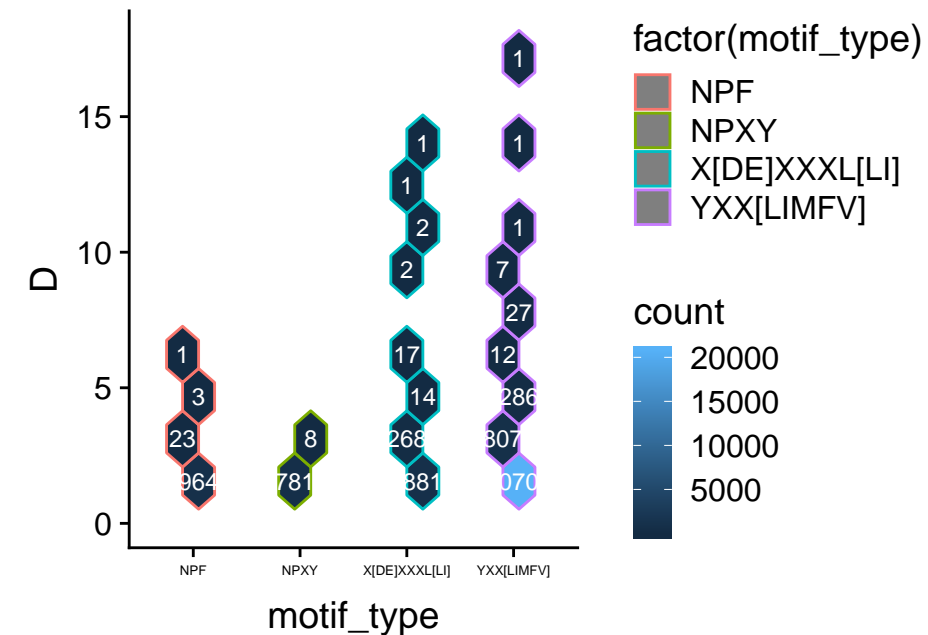 factor(motif_type)
NPF
NPXY
X[DE]XXXL[LI]
YXX[LIMFV]
count
20000
15000
10000
5000
D
15
10
5
0
1
1
1
1
1
2
7
2
27
1
17
12
3
14
286
23
8
268
307
964
781
381
070
NPF
NPXY
X[DE]XXXL[LI]
YXX[LIMFV]
motif_type